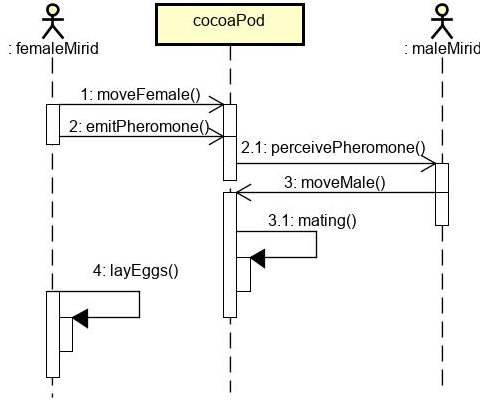 cocoaPod
: femaleMirid
: maleMirid
1: moveFemale()
2: emitPheromone()
2.1: perceivePheromone()
3: moveMale()
3.1: mating()
4: layEggs()